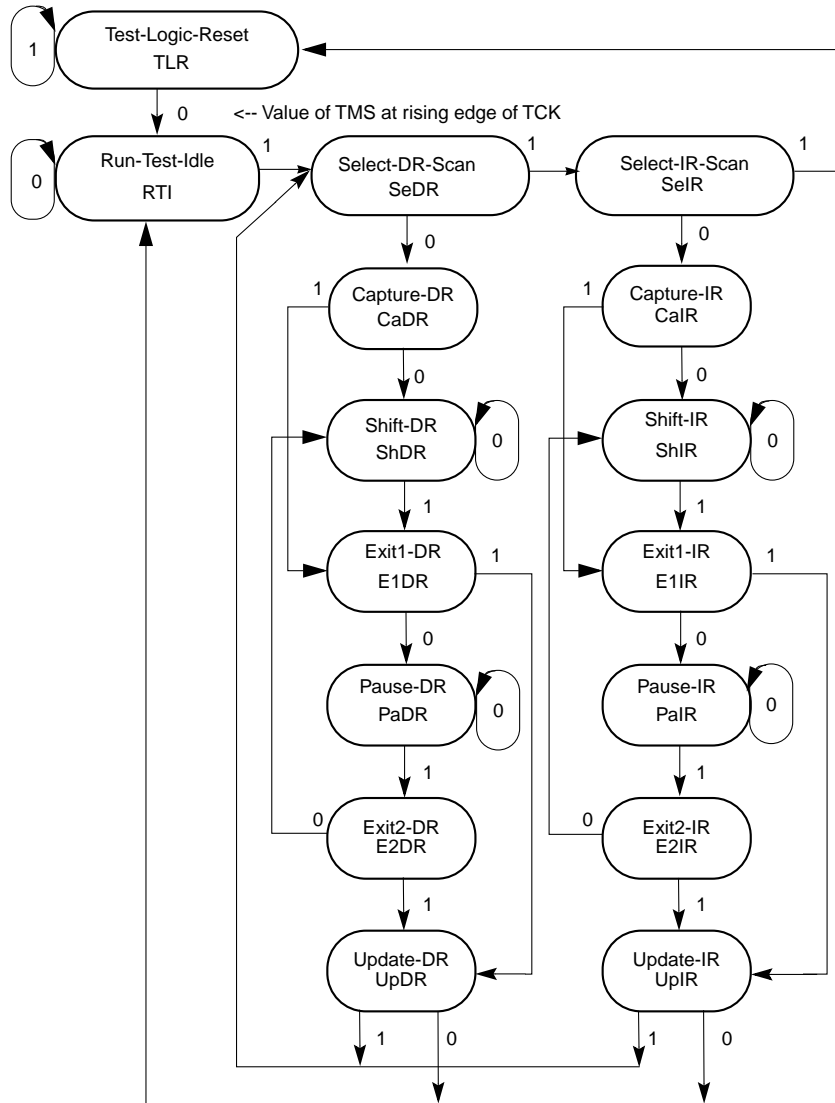 Test-Logic-Reset
TLR
1
0
<-- Value of TMS at rising edge of TCK
Run-Test-Idle
RTI
0
1
Select-DR-Scan
SeDR
1
Select-IR-Scan
SeIR
1
0
0
1
Capture-DR
CaDR
1
Capture-IR
CaIR
0
0
Shift-DR
ShDR
0
Shift-IR
ShIR
0
1
1
Exit1-DR
E1DR
1
Exit1-IR
E1IR
1
0
0
Pause-DR
PaDR
0
Pause-IR
PaIR
0
1
1
0
Exit2-DR
E2DR
0
Exit2-IR
E2IR
1
1
Update-DR
UpDR
Update-IR
UpIR
1
0
1
0